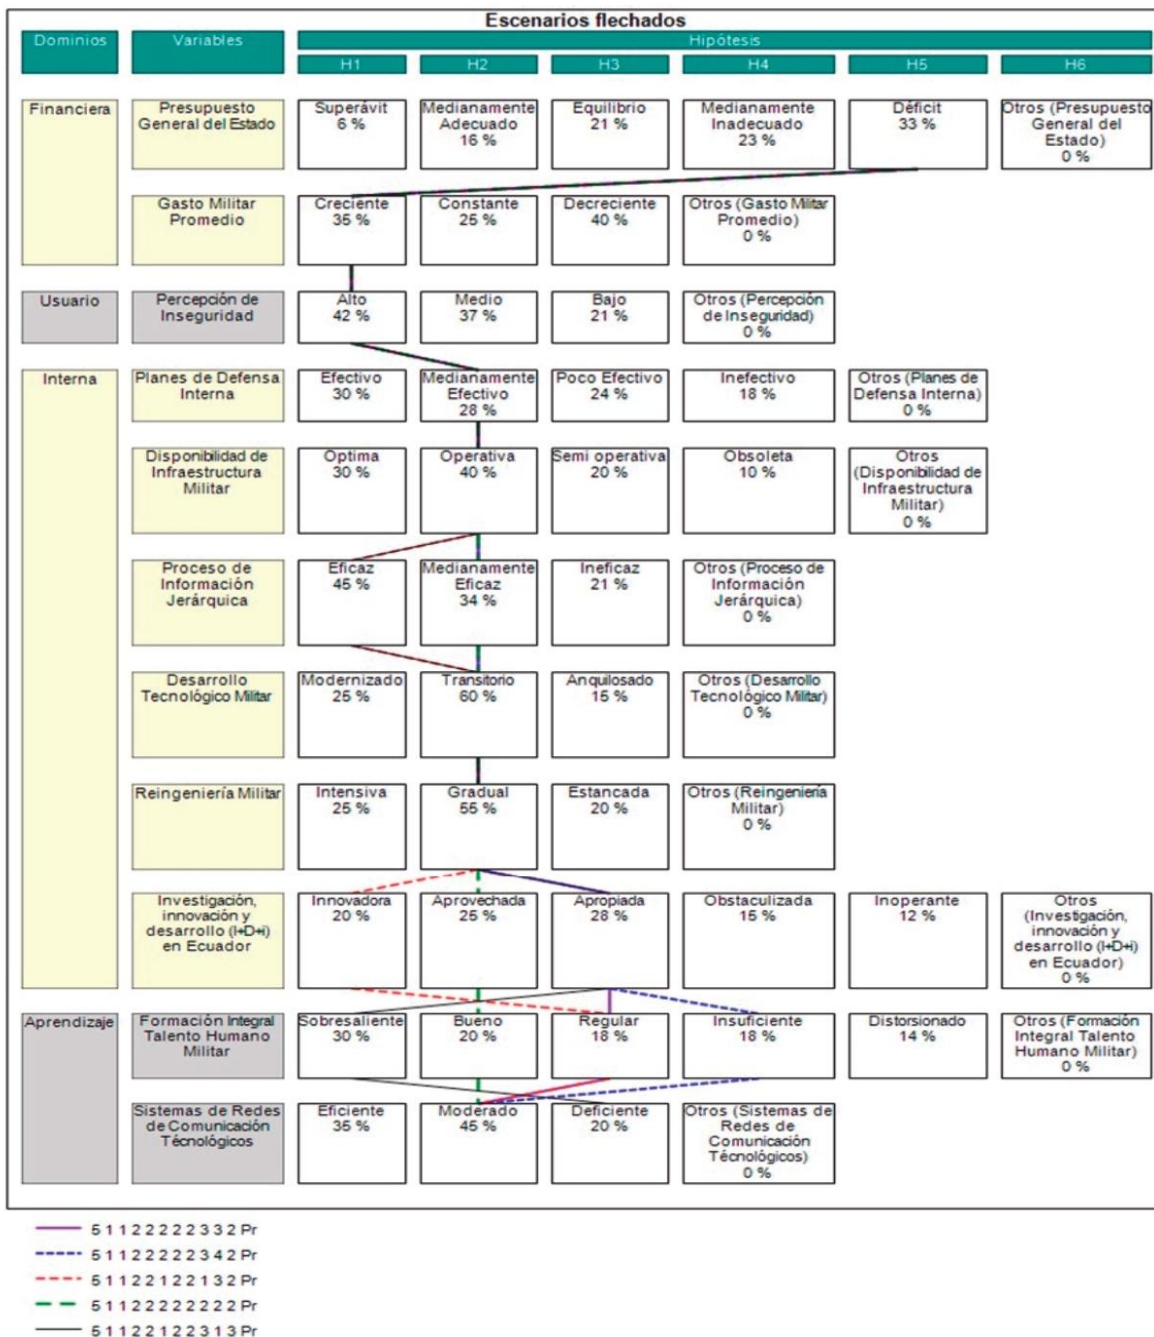 Escenarios flechados
Dominios
Variables
Hipótesis
H1
H2
H3
H4
H5
H6
Financiera
Presupuesto
General del Estado
Superávit
6 %
Medianamente
Adecuado
16 %
Equilibrio
21 %
Medianamente
Inadecuado
23 %
Déficit
33 %
Otros (Presupuesto
General del
Estado)
0 %
Gasto Militar
Promedio
Creciente
35 %
Constante
25 %
Decreciente
40 %
Otros (Gasto Militar
Promedio)
0 %
Usuario
Percepción de
Inseguridad
Alto
42 %
Medio
37 %
Bajo
21 %
Otros (Percepción
de Inseguridad)
0 %
Interna
Planes de Defensa
Interna
Efectivo
30 %
Medianamente
Efectivo
28 %
Poco Efectivo
24 %
Inefectivo
18 %
Otros (Planes de
Defensa Interna)
0 %
Disponibilidad de
Infraestructura
Militar
Optima
30 %
Operativa
40 %
Semi operativa
20 %
Obsoleta
10 %
Otros
(Disponibilidad de
Infraestructura
Militar)
0 %
Proceso de
Información
Jerárquica
Eficaz
45 %
Medianamente
Eficaz
34 %
Ineficaz
21 %
Otros (Proceso de
Información
Jerárquica)
0 %
Desarrollo
Tecnológico Militar
Modernizado
25 %
Transitorio
60 %
Anquilosado
15 %
Otros (Desarrollo
Tecnológico Militar)
0 %
Reingeniería Militar
Intensiva
25 %
Gradual
55 %
Estancada
20 %
Otros (Reingeniería
Militar)
0 %
Investigación,
innovación y
desarrollo (I+D+i)
en Ecuador
Innovadora
20 %
Aprovechada
25 %
Apropiada
28 %
Obstaculizada
15 %
Inoperante
12 %
Otros
(Investigación,
innovación y
desarrollo (I+D+i)
en Ecuador)
0 %
Aprendizaje
Formación Integral
Talento Humano
Militar
Sobresaliente
30 %
Bueno
20 %
Regular
18 %
Insuficiente
18 %
Distorsionado
14 %
Otros (Formación
Integral Talento
Humano Militar)
0 %
Sistemas de Redes
de Comunicación
Técnológicos
Eficiente
35 %
Moderado
45 %
Deficiente
20 %
Otros (Sistemas de
Redes de
Comunicación
Técnológicos)
0 %
5 1 1 2 2 2 2 2 3 3 2 Pr
5 1 1 2 2 2 2 2 3 4 2 Pr
5 1 1 2 2 1 2 2 1 3 2 Pr
5 1 1 2 2 2 2 2 2 2 2 Pr
5 1 1 2 2 1 2 2 3 1 3 Pr